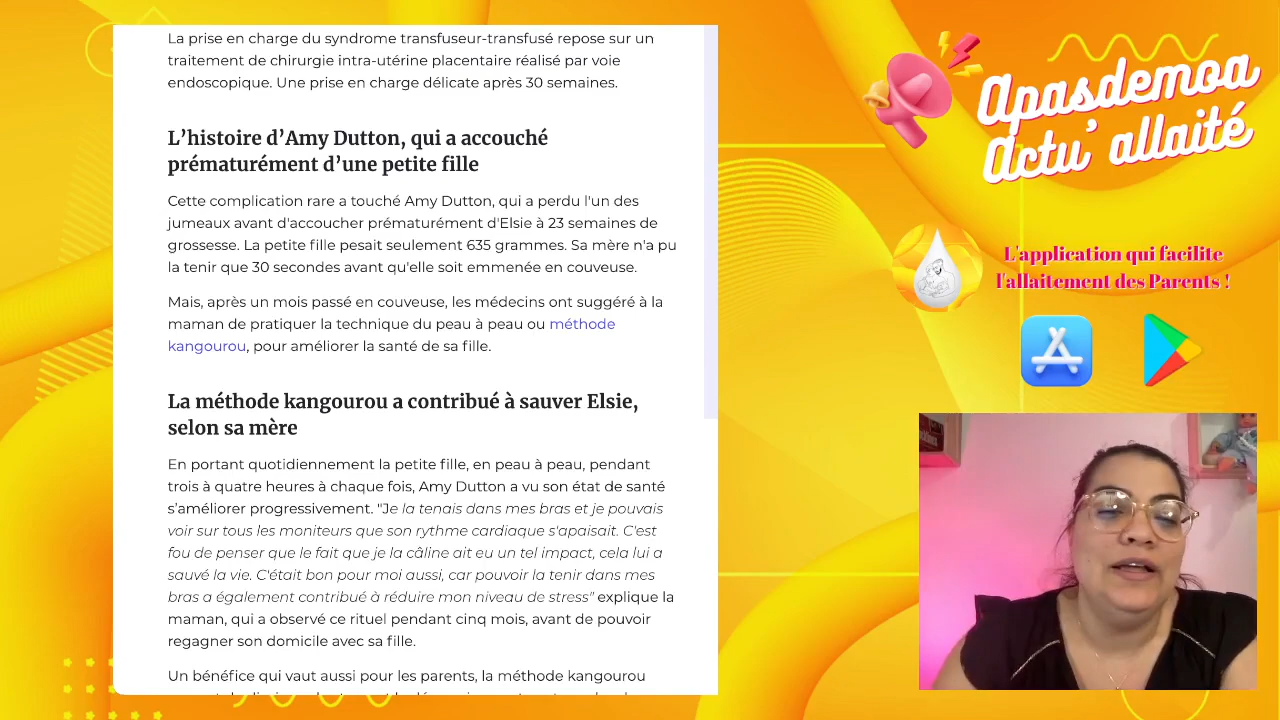 La prise en charge du syndrome transfuseur-transfusé repose sur un
traitement de chirurgie intra-utérine placentaire réalisé par voie
endoscopique. Une prise en charge délicate après 30 semaines.
L’histoire d’Amy Dutton, qui a accouché
prématurément d’une petite fille
Cette complication rare a touché Amy Dutton, qui a perdu l'un des
jumeaux avant d'accoucher prématurément d'Elsie à 23 semaines de
grossesse. La petite fille pesait seulement 635 grammes. Sa mère n'a pu
la tenir que 30 secondes avant qu'elle soit emmenée en couveuse.
Mais, après un mois passé en couveuse, les médecins ont suggéré à la
maman de pratiquer la technique du peau à peau ou méthode
kangourou, pour améliorer la santé de sa fille.
La méthode kangourou a contribué à sauver Elsie,
selon sa mère
En portant quotidiennement la petite fille, en peau à peau, pendant
trois à quatre heures à chaque fois, Amy Dutton a vu son état de santé
s’améliorer progressivement. "Je la tenais dans mes bras et je pouvais
voir sur tous les moniteurs que son rythme cardiaque s'apaisait. C'est
fou de penser que le fait que je la câline ait eu un tel impact, cela lui a
sauvé la vie. C'était bon pour moi aussi, car pouvoir la tenir dans mes
bras a également contribué à réduire mon niveau de stress" explique la
maman, qui a observé ce rituel pendant cinq mois, avant de pouvoir
regagner son domicile avec sa fille.
Un bénéfice qui vaut aussi pour les parents, la méthode kangourou
Apasdemoa
Actu' allaité
L'application qui facilite
l'allaitement des Parents !